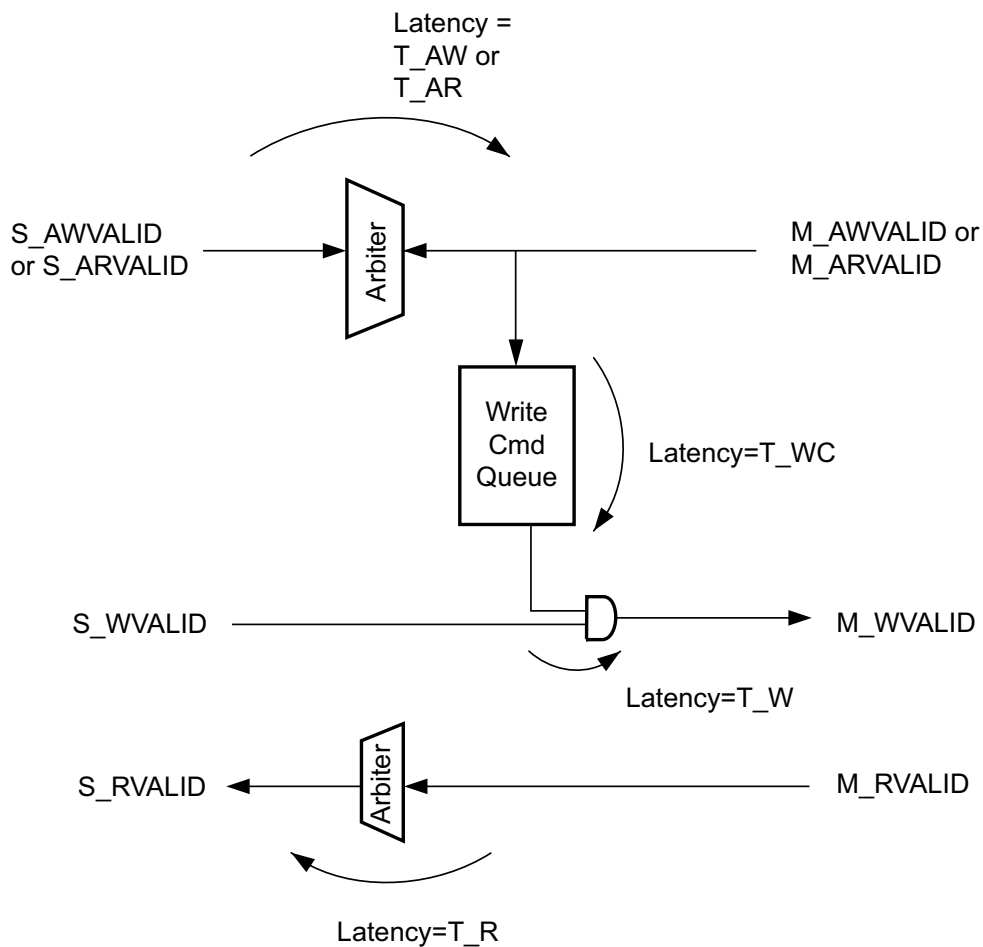 Latency =
T_AW or
T_AR
S_AWVALID
or S_ARVALID
Arbiter
M_AWVALID or
M_ARVALID
Write
Cmd
Queue
Latency=T_WC
S_WVALID
M_WVALID
Latency=T_W
S_RVALID
Arbiter
M_RVALID
Latency=T_R